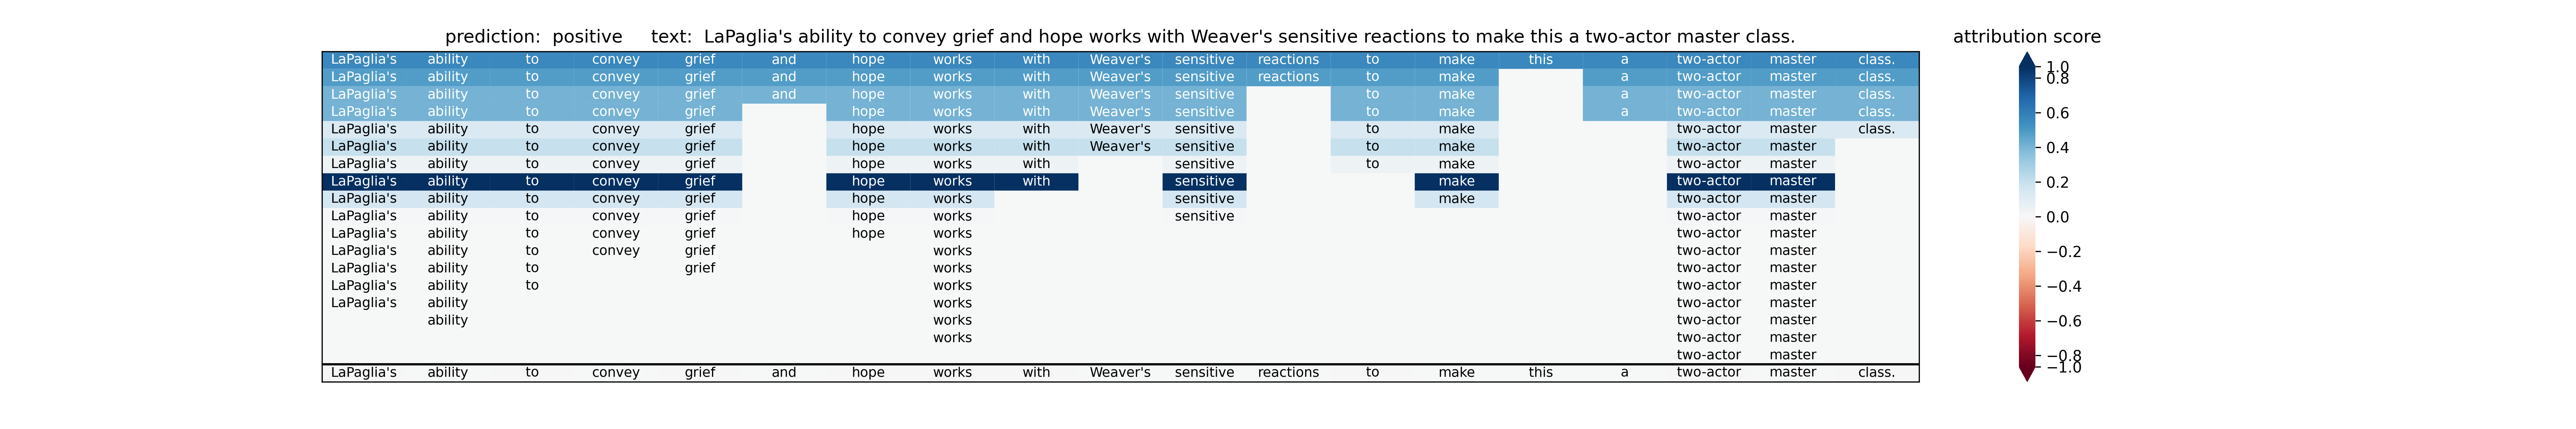 prediction:  positive     text:  LaPaglia's ability to convey grief and hope works with Weaver's sensitive reactions to make this a two-actor master class.
attribution score
LaPaglia's ability to convey grief and hope works with Weaver's sensitive reactions to make this a two-actor master class.
LaPaglia's ability to convey grief and hope works with Weaver's sensitive reactions to make a two-actor master class.
LaPaglia's ability to convey grief and hope works with Weaver's sensitive to make a two-actor master class.
LaPaglia's ability to convey grief hope works with Weaver's sensitive to make a two-actor master class.
LaPaglia's ability to convey grief hope works with Weaver's sensitive to make two-actor master class.
LaPaglia's ability to convey grief hope works with Weaver's sensitive to make two-actor master
LaPaglia's ability to convey grief hope works with sensitive to make two-actor master
LaPaglia's ability to convey grief hope works with sensitive make two-actor master
LaPaglia's ability to convey grief hope works sensitive make two-actor master
LaPaglia's ability to convey grief hope works sensitive two-actor master
LaPaglia's ability to convey grief hope works two-actor master
LaPaglia's ability to convey grief works two-actor master
LaPaglia's ability to grief works two-actor master
LaPaglia's ability to works two-actor master
LaPaglia's ability works two-actor master
ability works two-actor master
works two-actor master
two-actor master
LaPaglia's ability to convey grief and hope works with Weaver's sensitive reactions to make this a two-actor master class.
1.0
0.8
0.6
0.4
0.2
0.0
−0.2
−0.4
−0.6
−0.8
−1.0